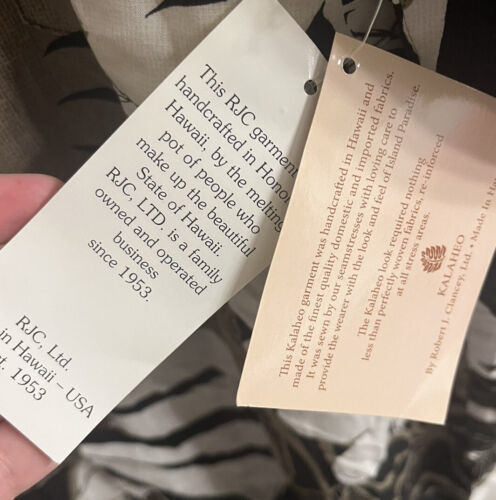 This RJC garment
handcrafted in
Hawaii, by the melting
pot of people who
make up the beautiful
State of Hawaii.
RJC, LTD. is a family
owned and operated
business
since 1953.
RJC, Ltd.
in Hawaii – USA
1953
This Kalaheo garment was handcrafted in Hawaii and
made of the finest quality domestic and imported fabrics.
It was sewn by our seamstresses with loving care to
provide the wearer with the look and feel of Island Paradise.
The Kalaheo look required nothing
less than perfectly woven fabrics, re-inforced
at all stress areas.
KALAHEO
By Robert J. Clancey, Ltd. • Made In